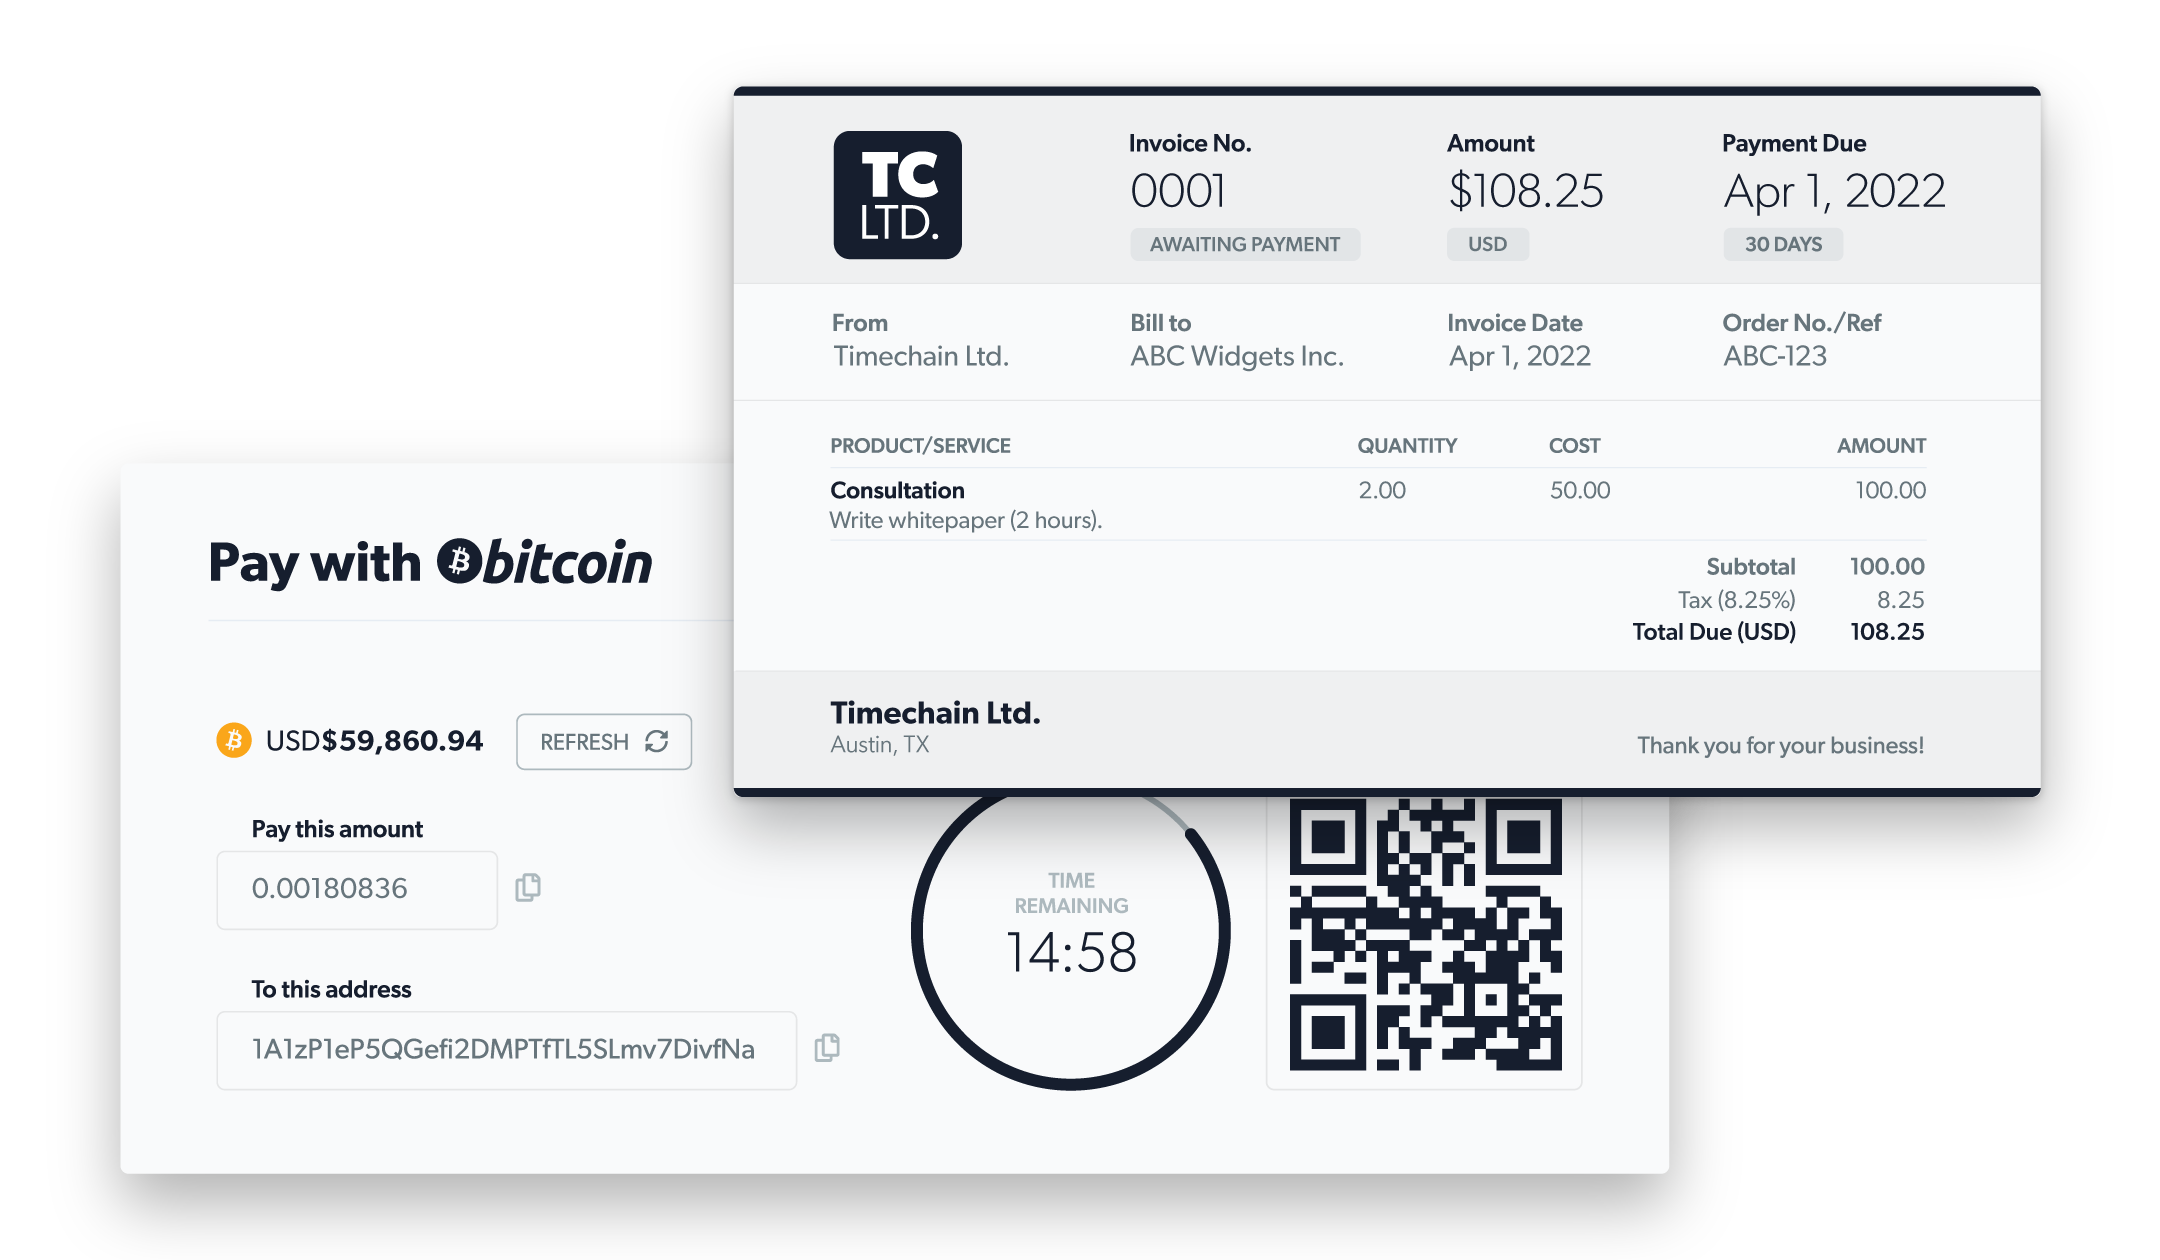 TC
LTD.
Invoice No.
0001
AWAITING PAYMENT
Amount
$108.25
USD
Payment Due
Apr 1, 2022
30 DAYS
From
Timechain Ltd.
Bill to
ABC Widgets Inc.
Invoice Date
Apr 1, 2022
Order No./Ref
ABC-123
PRODUCT/SERVICE QUANTITY COST AMOUNT
Consultation 2.00 50.00 100.00
Write whitepaper (2 hours).
Subtotal 100.00
Tax (8.25%) 8.25
Total Due (USD) 108.25
Timechain Ltd.
Austin, TX
Thank you for your business!
Pay with bitcoin
USD$59,860.94
REFRESH
Pay this amount
0.00180836
To this address
1A1zP1eP5QGefi2DMPTfTL5SLmv7DivfNa
TIME
REMAINING
14:58